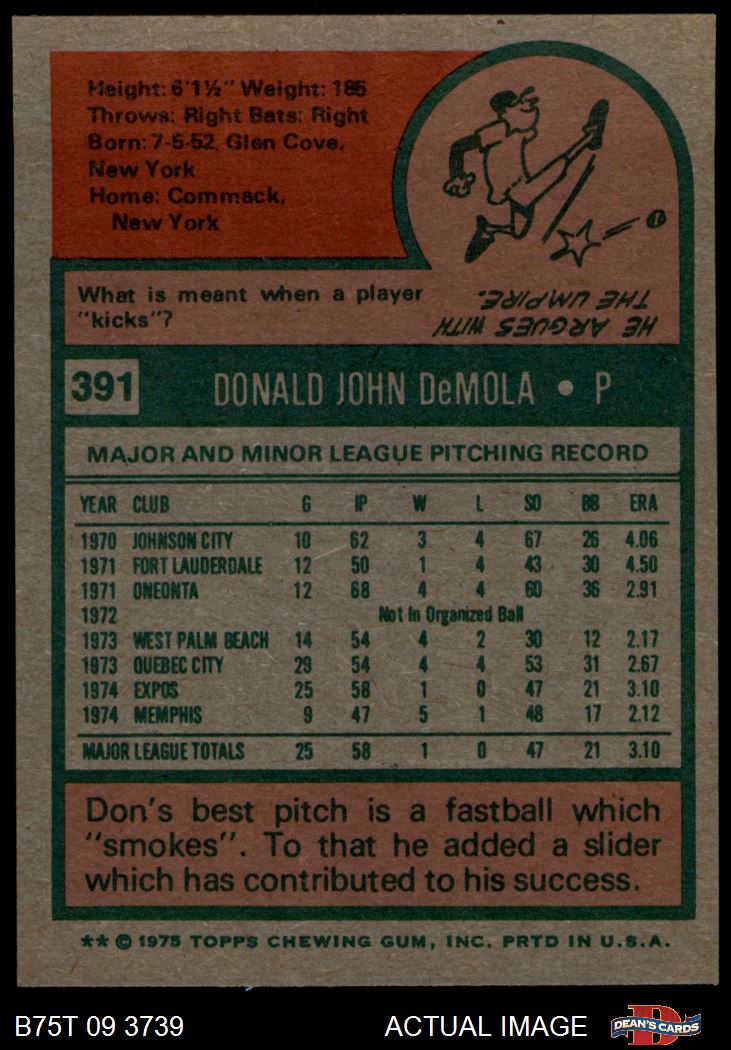 Height: 6'1½" Weight: 185
Throws: Right Bats: Right
Born: 7-5-52, Glen Cove,
New York
Home: Commack,
New York
What is meant when a player
"kicks"?
HE ARGUES WITH
THE UMPIRE.
391 DONALD JOHN DeMOLA • P
MAJOR AND MINOR LEAGUE PITCHING RECORD
YEAR CLUB G IP W L SO BB ERA
1970 JOHNSON CITY 10 62 3 4 67 26 4.06
1971 FORT LAUDERDALE 12 50 1 4 43 30 4.50
1971 ONEONTA 12 68 4 4 60 36 2.91
1972 Not In Organized Ball
1973 WEST PALM BEACH 14 54 4 2 30 12 2.17
1973 QUEBEC CITY 29 54 4 4 53 31 2.67
1974 EXPOS 25 58 1 0 47 21 3.10
1974 MEMPHIS 9 47 5 1 48 17 2.12
MAJOR LEAGUE TOTALS 25 58 1 0 47 21 3.10
Don's best pitch is a fastball which
"smokes". To that he added a slider
which has contributed to his success.
** © 1975 TOPPS CHEWING GUM, INC. PRTD IN U.S.A.
B75T 09 3739 ACTUAL IMAGE D DEAN'S CARDS